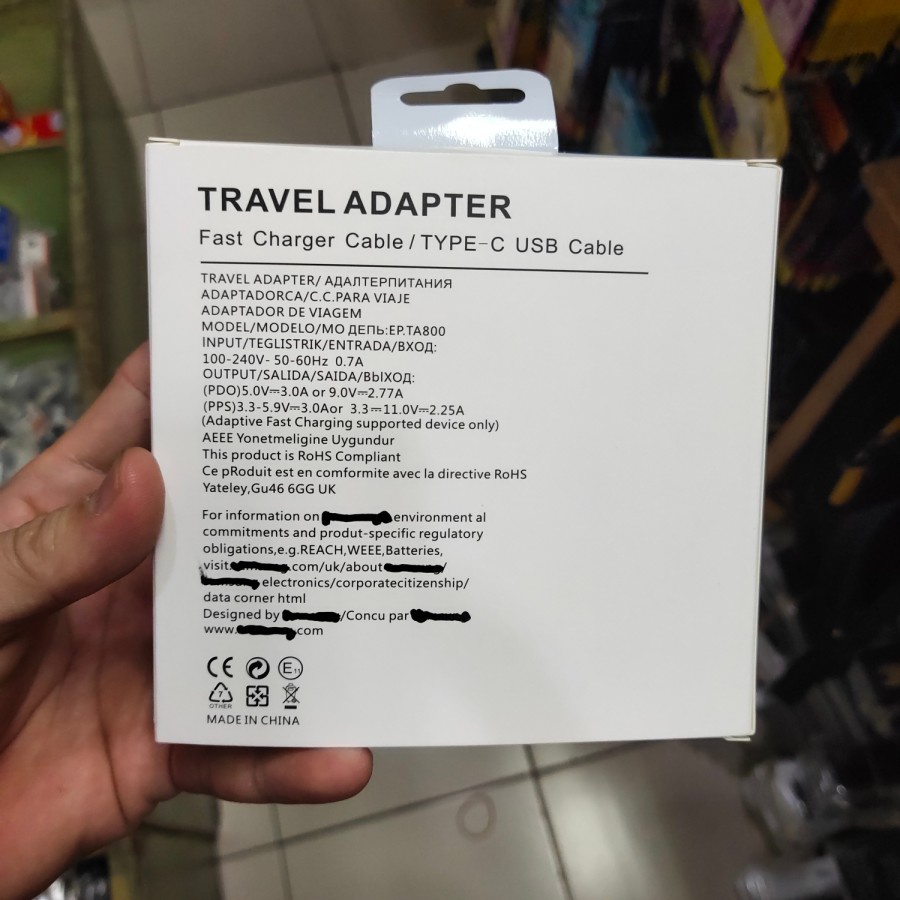 TRAVEL ADAPTER
Fast Charger Cable / TYPE-C USB Cable
TRAVEL ADAPTER/ АДАЛТЕРПИТАНИЯ
ADAPTADORCA/C.C.PARA VIAJE
ADAPTADOR DE VIAGEM
MODEL/MODELO/MO ДЕПЬ:EP.TA800
INPUT/TEGLISTRIK/ENTRADA/ВХОД:
100-240V- 50-60Hz 0.7A
OUTPUT/SALIDA/SAIDA/ВЫХОД:
(PDO)5.0V⎓3.0A or 9.0V⎓2.77A
(PPS)3.3-5.9V⎓3.0Aor 3.3⎓11.0V⎓2.25A
(Adaptive Fast Charging supported device only)
AEEE Yonetmeligine Uygundur
This product is RoHS Compliant
Ce pRoduit est en conformite avec la directive RoHS
Yateley,Gu46 6GG UK
For information on environment al
commitments and produt-specific regulatory
obligations,e.g.REACH,WEEE,Batteries,
visit: .com/uk/about /
electronics/corporatecitizenship/
data corner html
Designed by /Concu par
www. .com
CE E11
7
OTHER
MADE IN CHINA